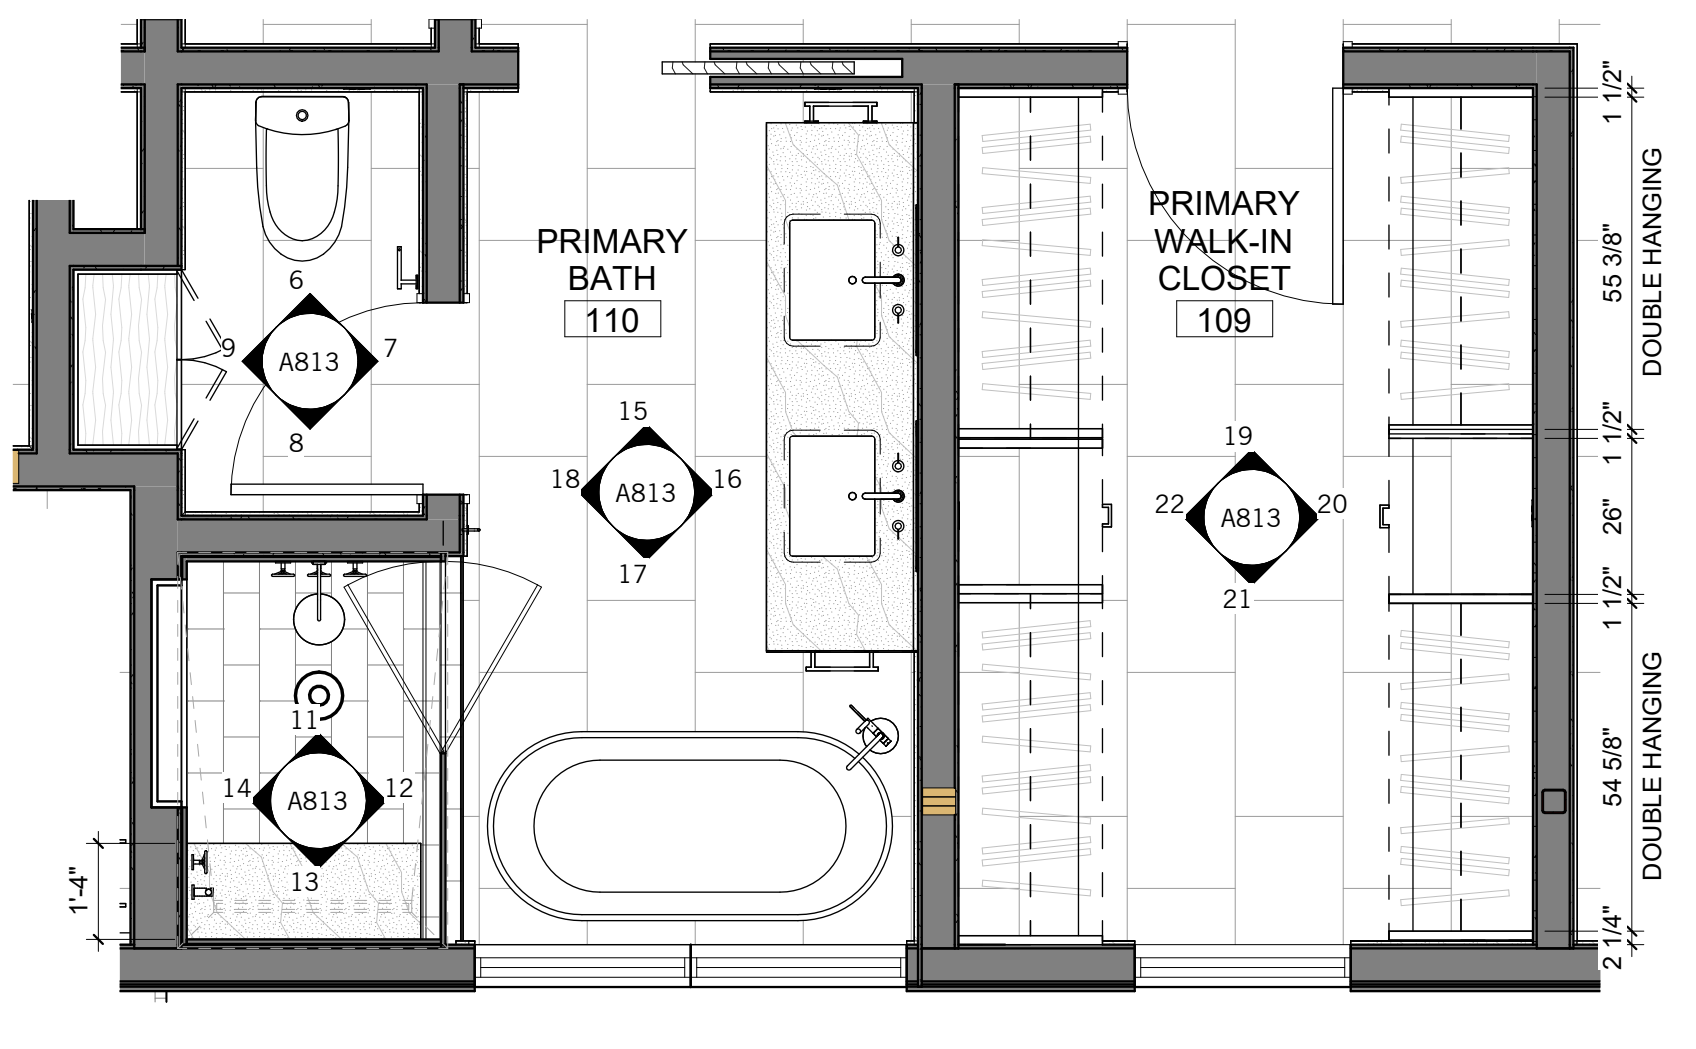 PRIMARY
BATH
110
PRIMARY
WALK-IN
CLOSET
109
6
9
A813
7
8
15
18
A813
16
17
19
22
A813
20
21
11
14
A813
12
13
1'-4"
1 1/2"
55 3/8"
DOUBLE HANGING
1 1/2"
26"
1 1/2"
54 5/8"
DOUBLE HANGING
2 1/4"